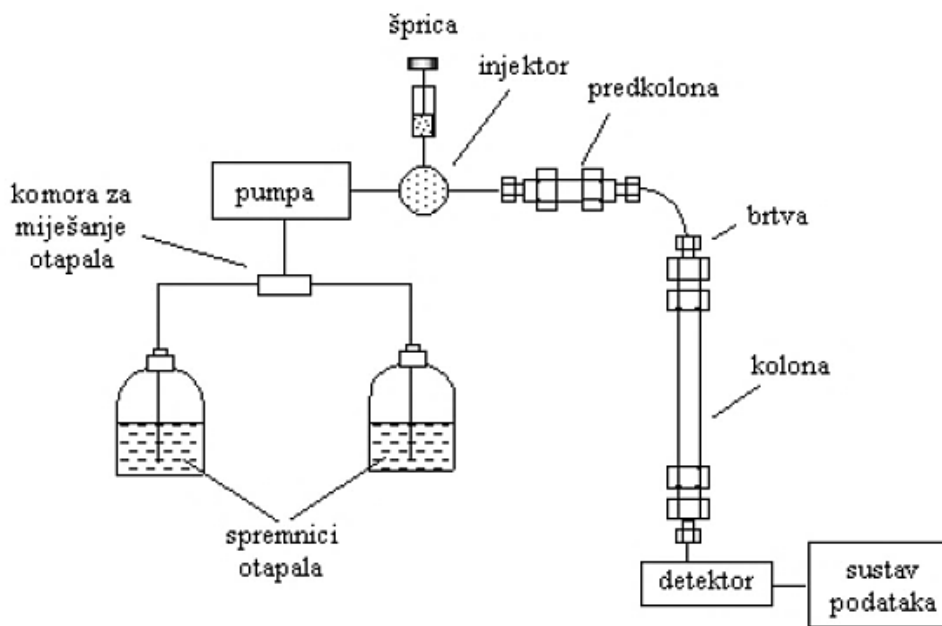 šprica
injektor
predkolona
pumpa
komora za
miješanje
otapala
brtva
kolona
spremnici
otapala
detektor
sustav
podataka